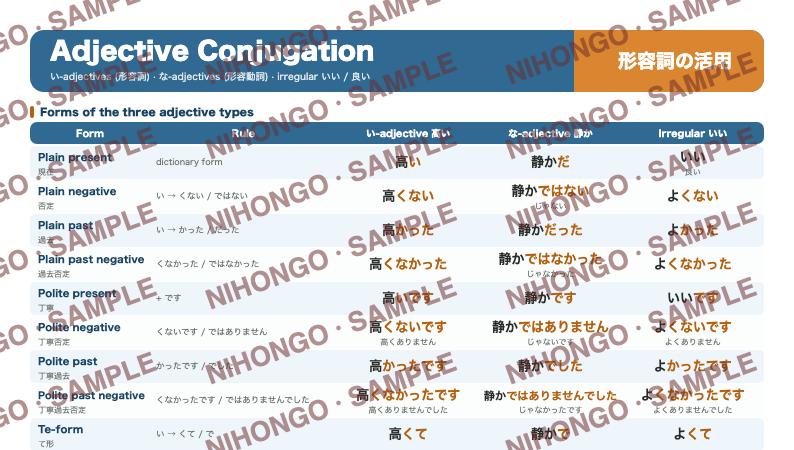 Adjective Conjugation
い-adjectives (形容詞) · な-adjectives (形容動詞) · irregular いい / 良い
形容詞の活用
Forms of the three adjective types
Form Rule い-adjective 高い な-adjective 静か Irregular いい
Plain present dictionary form 高い 静かだ いい
現在 良い
Plain negative い → くない / ではない 高くない 静かではない よくない
否定 じゃない
Plain past い → かった / だった 高かった 静かだった よかった
過去
Plain past negative くなかった / ではなかった 高くなかった 静かではなかった よくなかった
過去否定 じゃなかった
Polite present + です 高いです 静かです いいです
丁寧
Polite negative くないです / ではありません 高くないです 静かではありません よくないです
丁寧否定 高くありません じゃないです よくありません
Polite past かったです / でした 高かったです 静かでした よかったです
丁寧過去
Polite past negative くなかったです / ではありませんでした 高くなかったです 静かではありませんでした よくなかったです
丁寧過去否定 高くありませんでした じゃなかったです よくありませんでした
Te-form い → くて / で 高くて 静かで よくて
て形
NIHONGO · SAMPLE